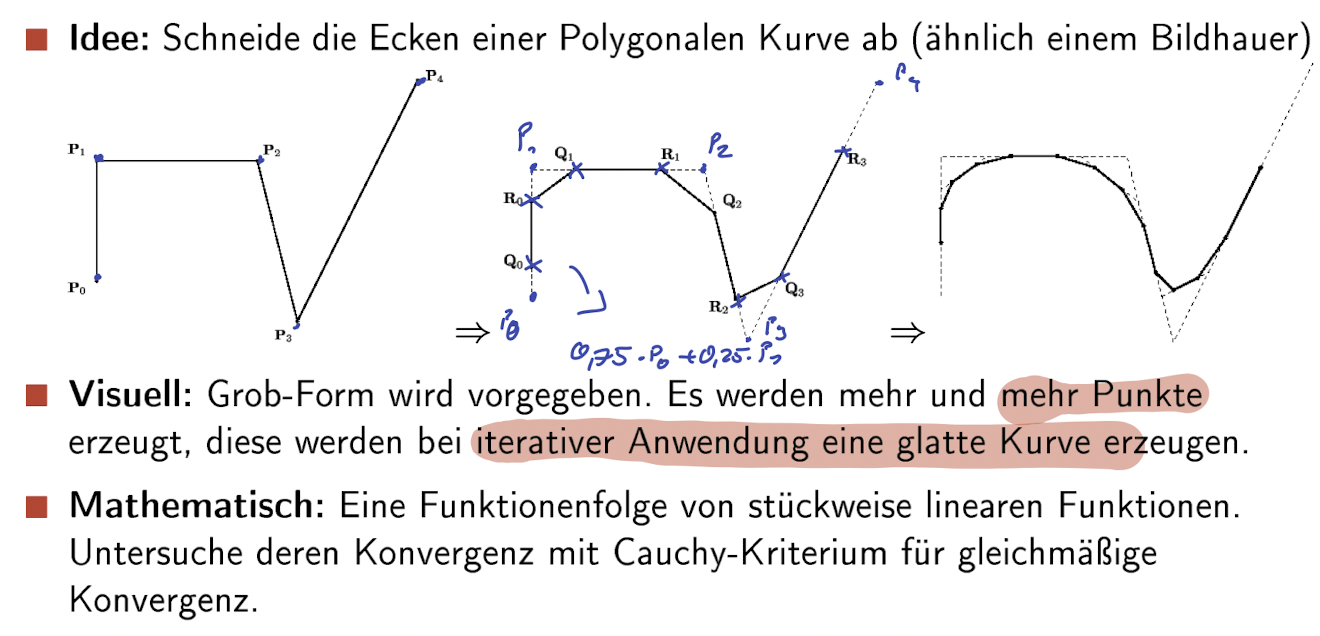 Idee: Schneide die Ecken einer Polygonalen Kurve ab (ähnlich einem Bildhauer)
P₄
P₁
P₂
P₀
P₃
⇒
P₁
Q₁
R₁
P₂
P₄
R₃
R₀
Q₂
Q₀
R₂
Q₃
P₀
P₃
0,75 · P₀ + 0,25 · P₁
⇒
Visuell: Grob-Form wird vorgegeben. Es werden mehr und mehr Punkte
erzeugt, diese werden bei iterativer Anwendung eine glatte Kurve erzeugen.
Mathematisch: Eine Funktionenfolge von stückweise linearen Funktionen.
Untersuche deren Konvergenz mit Cauchy-Kriterium für gleichmäßige
Konvergenz.